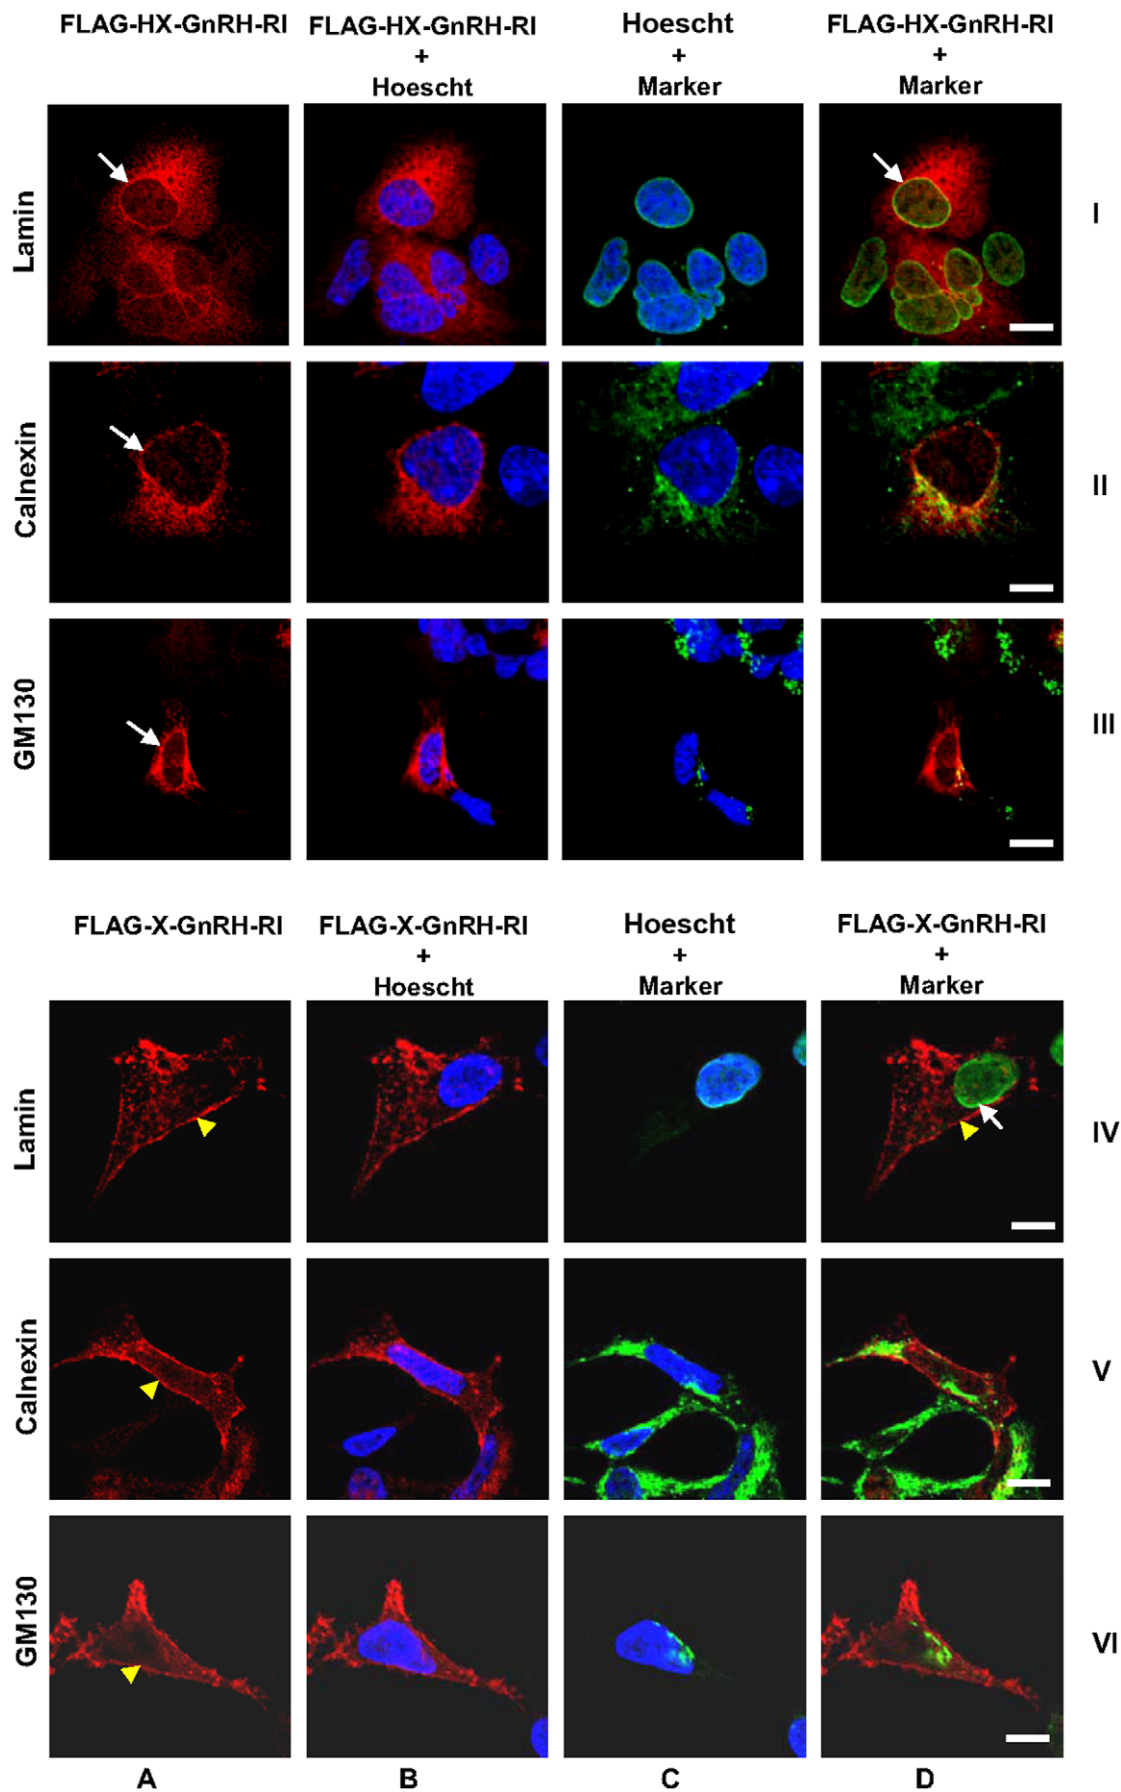 FLAG-HX-GnRH-RI
FLAG-HX-GnRH-RI
+
Hoescht
Hoescht
+
Marker
FLAG-HX-GnRH-RI
+
Marker
Lamin
I
Calnexin
II
GM130
III
FLAG-X-GnRH-RI
FLAG-X-GnRH-RI
+
Hoescht
Hoescht
+
Marker
FLAG-X-GnRH-RI
+
Marker
Lamin
IV
Calnexin
V
GM130
VI
A
B
C
D